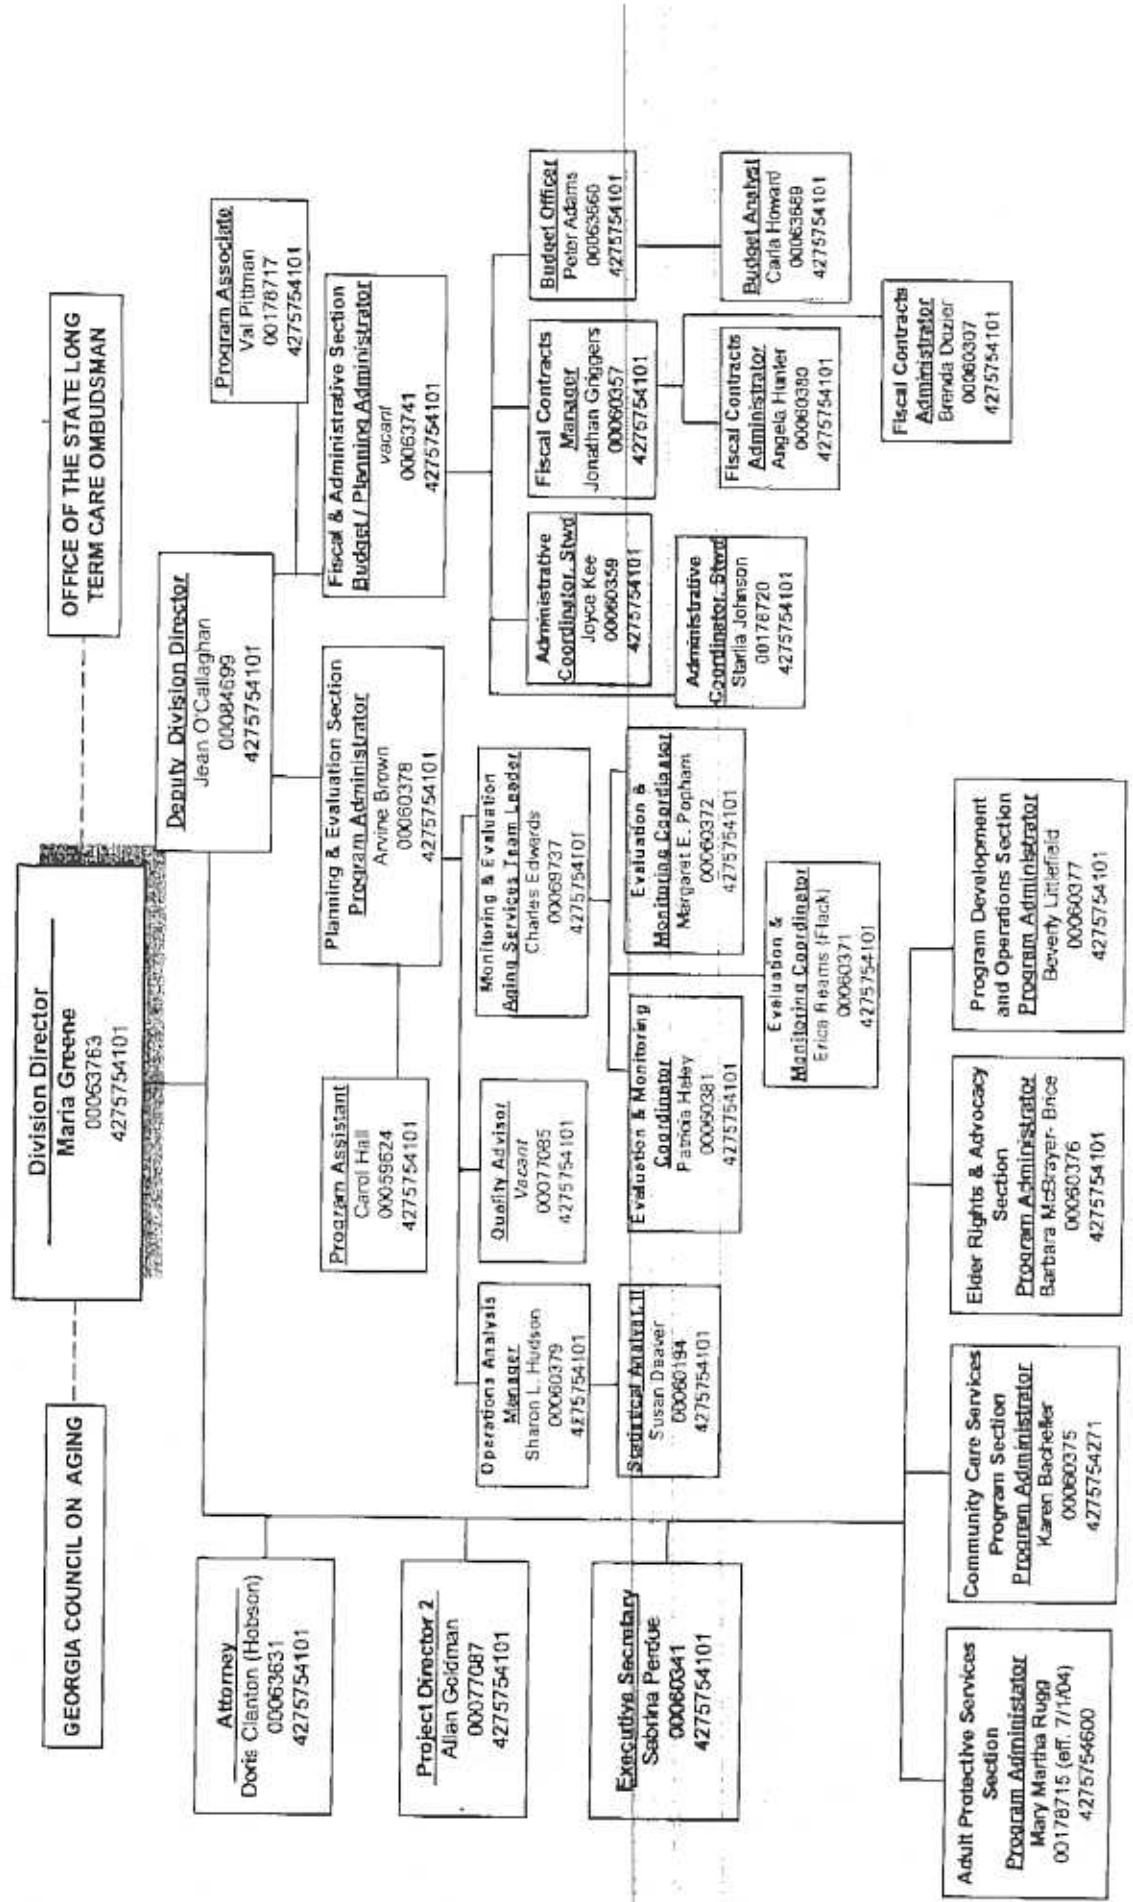 GEORGIA COUNCIL ON AGING
Division Director
Maria Greene
00063763
4275754101
OFFICE OF THE STATE LONG
TERM CARE OMBUDSMAN
Attorney
Doris Clanton (Hobson)
00063631
4275754101
Deputy Division Director
Jean O'Callaghan
00084699
4275754101
Program Associate
Val Pittman
00178717
4275754101
Project Director 2
Allan Goldman
00077087
4275754101
Program Assistant
Carol Hall
00059624
4275754101
Planning & Evaluation Section
Program Administrator
Arvine Brown
00060378
4275754101
Fiscal & Administrative Section
Budget / Planning Administrator
vacant
00063741
4275754101
Operations Analysis
Manager
Sharon L. Hudson
00060379
4275754101
Quality Advisor
Vacant
00077085
4275754101
Monitoring & Evaluation
Aging Services Team Leader
Charles Edwards
00069737
4275754101
Administrative
Coordinator, Stwd
Joyce Kee
00060359
4275754101
Fiscal Contracts
Manager
Jonathan Griggers
00060357
4275754101
Budget Officer
Peter Adams
00063660
4275754101
Executive Secretary
Sabrina Perdue
00060341
4275754101
Statistical Analyst, II
Susan Deaver
00060194
4275754101
Evaluation & Monitoring
Coordinator
Patricia Haley
00060381
4275754101
Evaluation &
Monitoring Coordinator
Margaret E. Popham
00060372
4275754101
Administrative
Coordinator, Stwd
Starlla Johnson
00178720
4275754101
Fiscal Contracts
Administrator
Angela Hunter
00060380
4275754101
Budget Analyst
Carla Howard
00063689
4275754101
Evaluation &
Monitoring Coordinator
Erica Reams (Flack)
00060371
4275754101
Fiscal Contracts
Administrator
Brenda Dozier
00060307
4275754101
Adult Protective Services
Section
Program Administator
Mary Martha Rugg
00178715 (eff. 7/1/04)
4275754600
Community Care Services
Program Section
Program Administrator
Karen Bacheller
00060375
4275754271
Elder Rights & Advocacy
Section
Program Administrator
Barbara McBrayer- Brice
00060376
4275754101
Program Development
and Operations Section
Program Administrator
Beverly Littlefield
00060377
4275754101